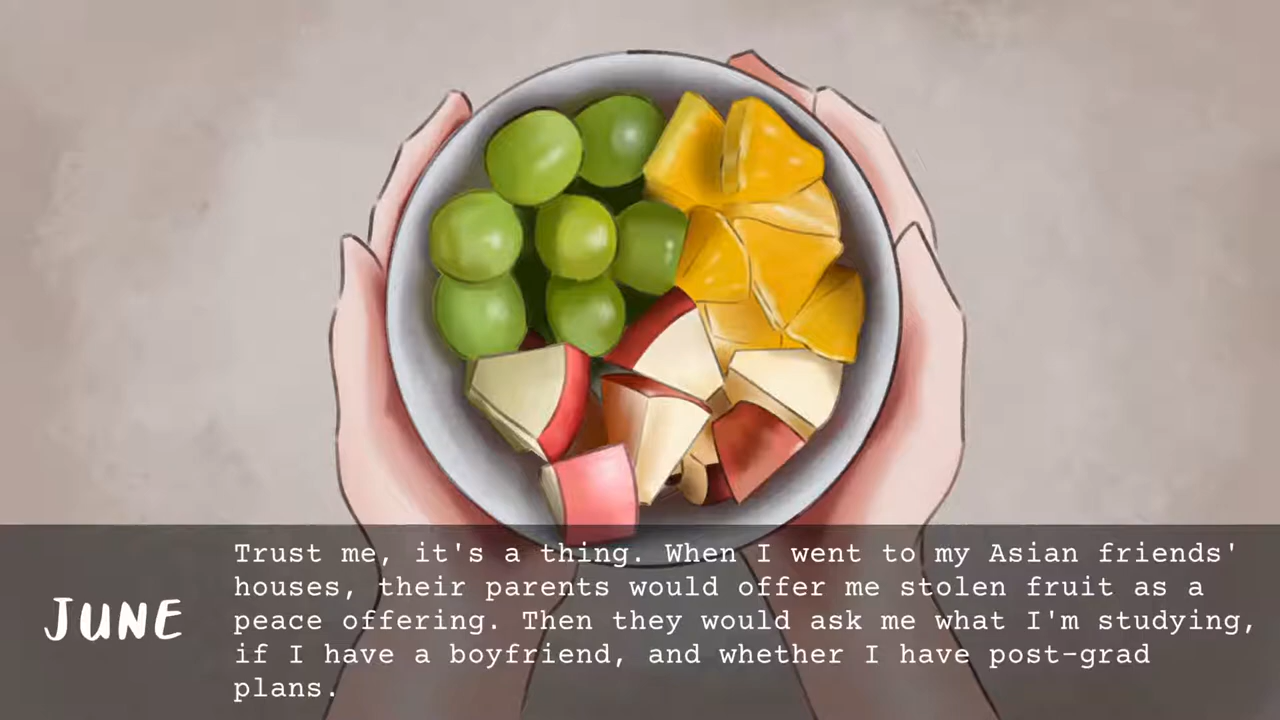 JUNE
Trust me, it's a thing. When I went to my Asian friends'
houses, their parents would offer me stolen fruit as a
peace offering. Then they would ask me what I'm studying,
if I have a boyfriend, and whether I have post-grad
plans.